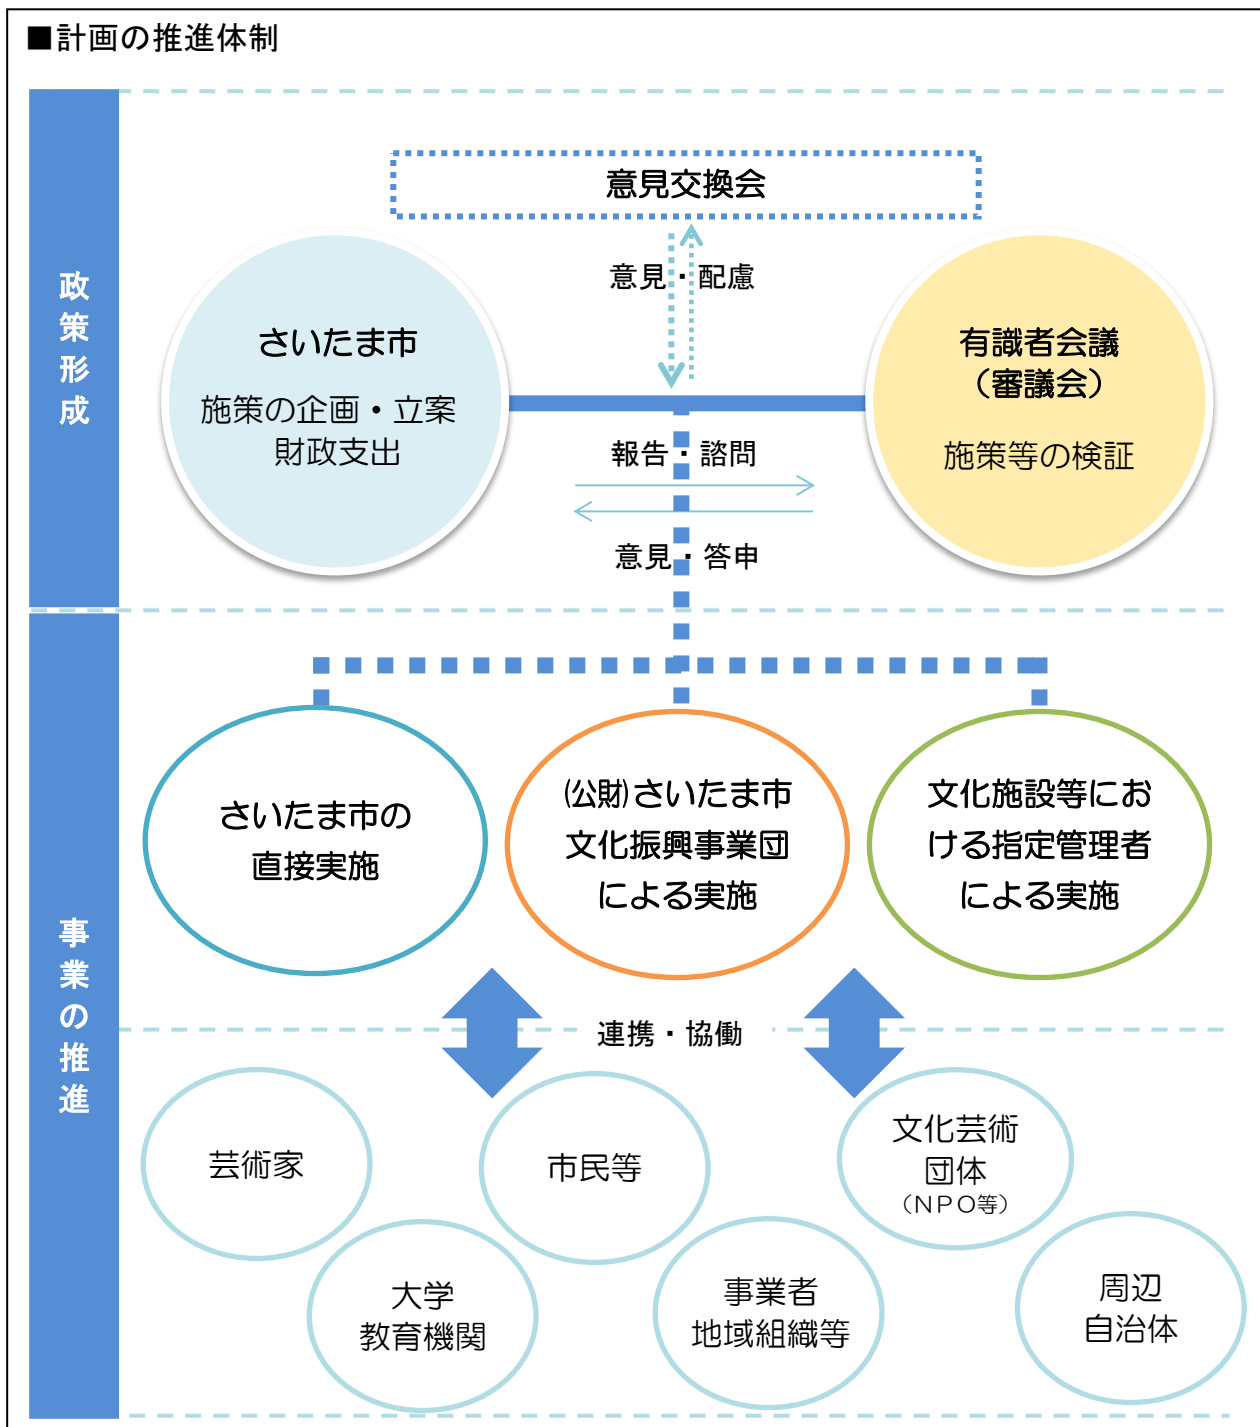 ■計画の推進体制
政策形成
意見交換会
意見・配慮
さいたま市
施策の企画・立案
財政支出
有識者会議
（審議会）
施策等の検証
報告・諮問
意見・答申
事業の推進
さいたま市の
直接実施
(公財)さいたま市
文化振興事業団
による実施
文化施設等にお
ける指定管理者
による実施
連携・協働
芸術家
市民等
文化芸術
団体
（NPO等）
大学
教育機関
事業者
地域組織等
周辺
自治体